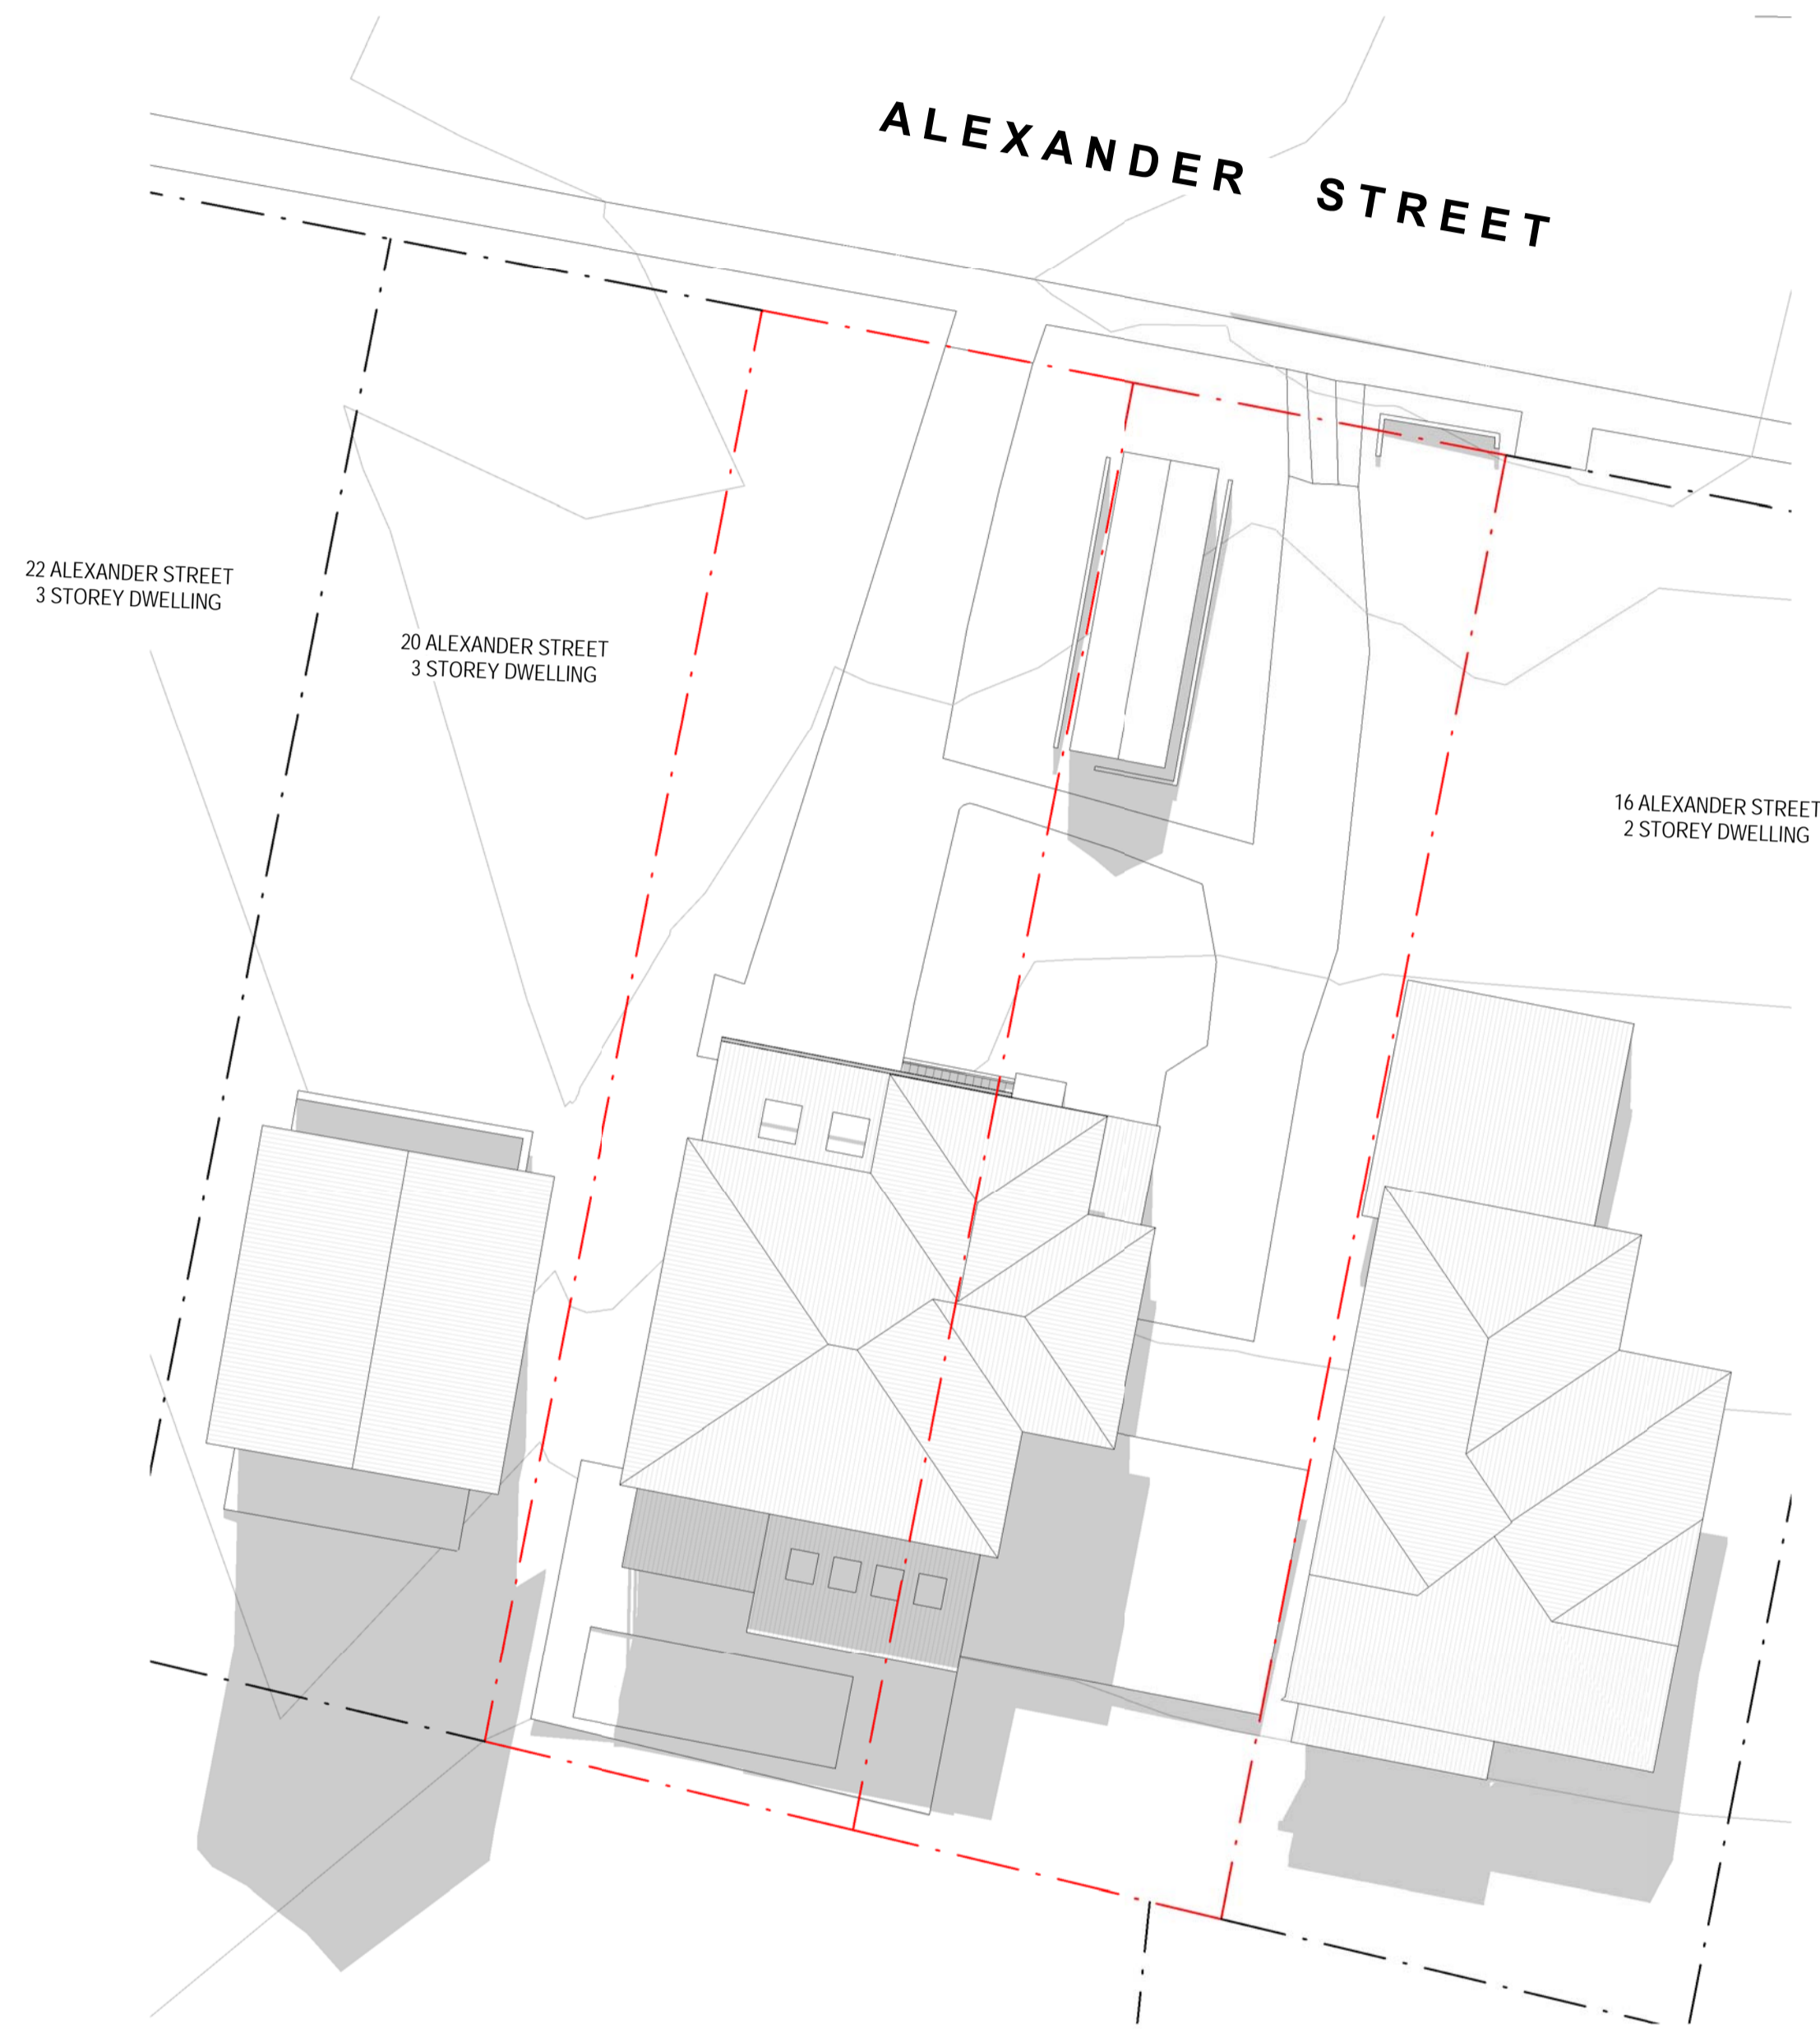 ALEXANDER STREET
22 ALEXANDER STREET
3 STOREY DWELLING
20 ALEXANDER STREET
3 STOREY DWELLING
16 ALEXANDER STREET
2 STOREY DWELLING